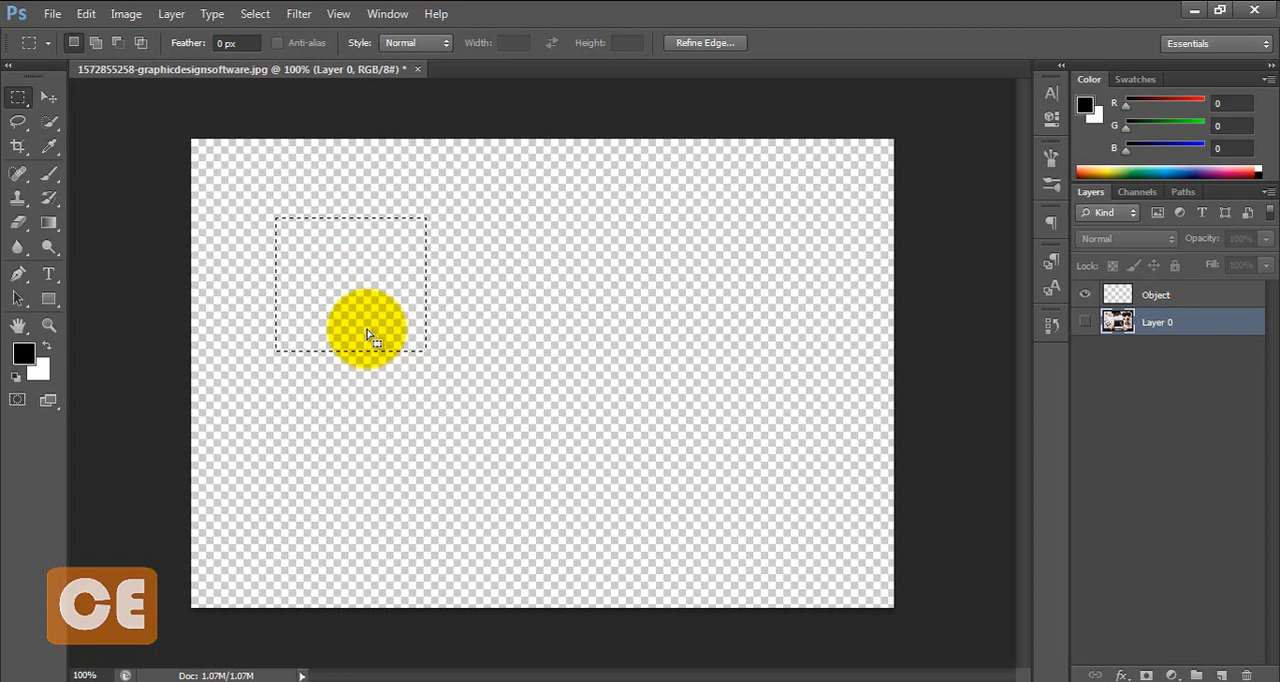 Ps File Edit Image Layer Type Select Filter View Window Help
Feather: 0 px Anti-alias Style: Normal Width: Height: Refine Edge... Essentials
1572855258-graphicdesignsoftware.jpg @ 100% (Layer 0, RGB/8#) * ×
Color Swatches
R 0
G 0
B 0
Layers Channels Paths
Kind
Normal Opacity: 100%
Lock: Fill: 100%
Object
Layer 0
CE
100% Doc: 1.07M/1.07M